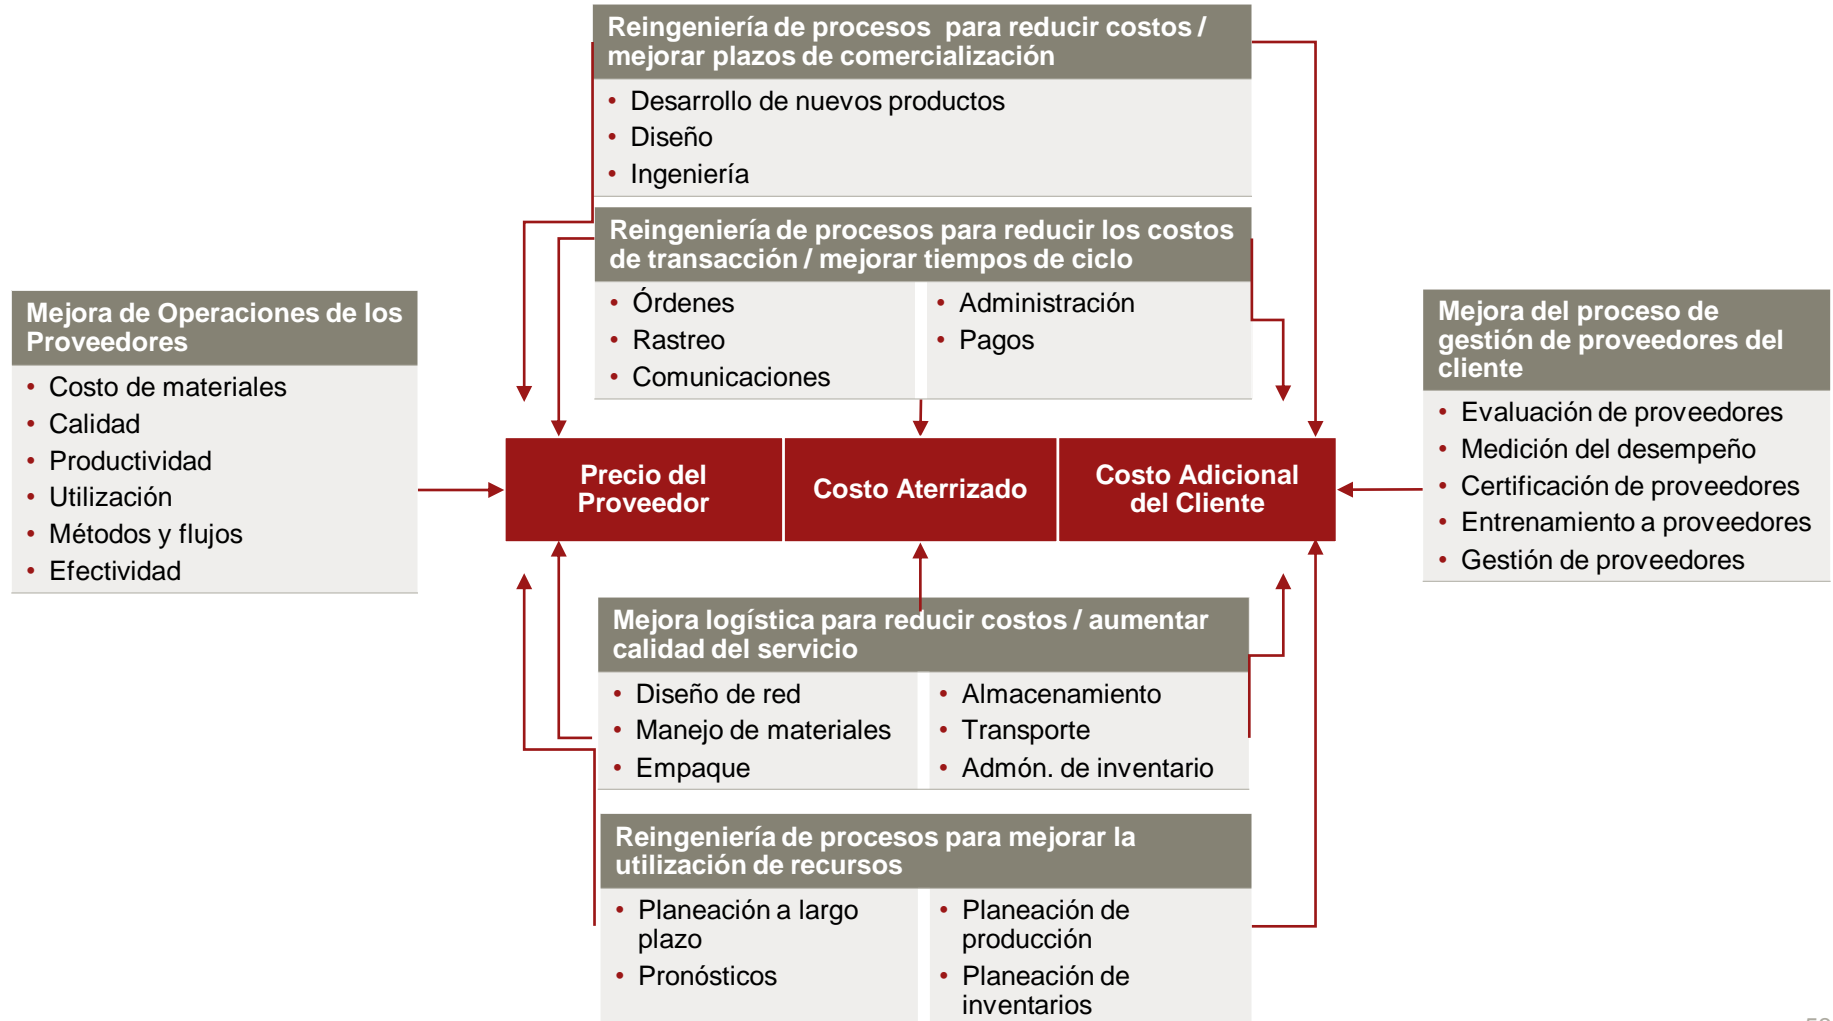 Reingeniería de procesos para reducir costos /
mejorar plazos de comercialización
• Desarrollo de nuevos productos
• Diseño
• Ingeniería
Reingeniería de procesos para reducir los costos
de transacción / mejorar tiempos de ciclo
• Órdenes
• Rastreo
• Comunicaciones
• Administración
• Pagos
Mejora de Operaciones de los
Proveedores
• Costo de materiales
• Calidad
• Productividad
• Utilización
• Métodos y flujos
• Efectividad
Precio del
Proveedor
Costo Aterrizado
Costo Adicional
del Cliente
Mejora del proceso de
gestión de proveedores del
cliente
• Evaluación de proveedores
• Medición del desempeño
• Certificación de proveedores
• Entrenamiento a proveedores
• Gestión de proveedores
Mejora logística para reducir costos / aumentar
calidad del servicio
• Diseño de red
• Manejo de materiales
• Empaque
• Almacenamiento
• Transporte
• Admón. de inventario
Reingeniería de procesos para mejorar la
utilización de recursos
• Planeación a largo
plazo
• Pronósticos
• Planeación de
producción
• Planeación de
inventarios